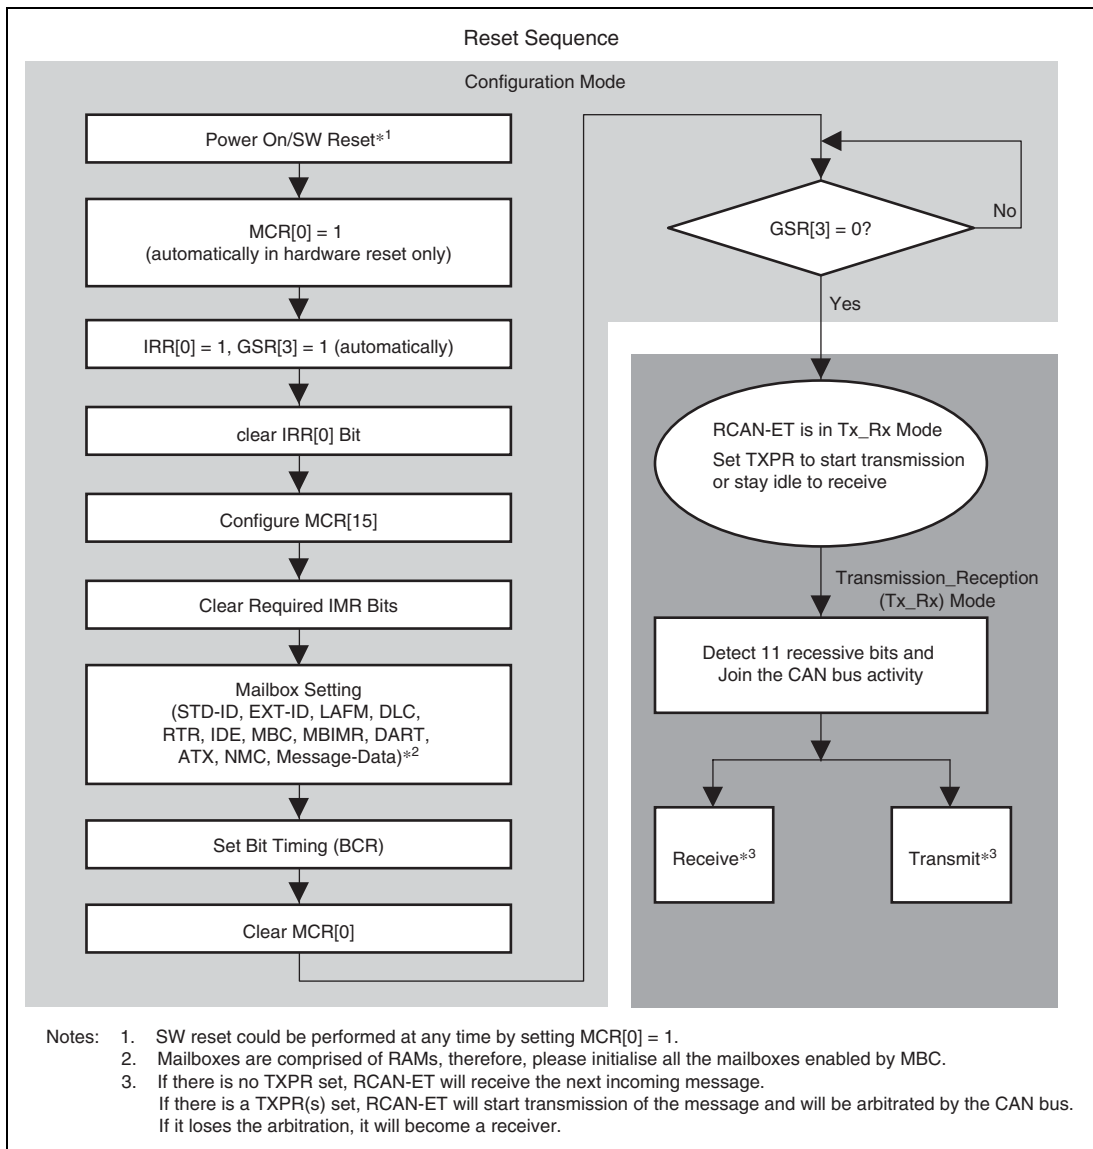 Reset Sequence
Configuration Mode
Power On/SW Reset*1
MCR[0] = 1
(automatically in hardware reset only)
IRR[0] = 1, GSR[3] = 1 (automatically)
clear IRR[0] Bit
Configure MCR[15]
Clear Required IMR Bits
Mailbox Setting
(STD-ID, EXT-ID, LAFM, DLC,
RTR, IDE, MBC, MBIMR, DART,
ATX, NMC, Message-Data)*2
Set Bit Timing (BCR)
Clear MCR[0]
GSR[3] = 0?
No
Yes
RCAN-ET is in Tx_Rx Mode
Set TXPR to start transmission
or stay idle to receive
Transmission_Reception
(Tx_Rx) Mode
Detect 11 recessive bits and
Join the CAN bus activity
Receive*3
Transmit*3
Notes: 1. SW reset could be performed at any time by setting MCR[0] = 1.
2. Mailboxes are comprised of RAMs, therefore, please initialise all the mailboxes enabled by MBC.
3. If there is no TXPR set, RCAN-ET will receive the next incoming message.
If there is a TXPR(s) set, RCAN-ET will start transmission of the message and will be arbitrated by the CAN bus.
If it loses the arbitration, it will become a receiver.